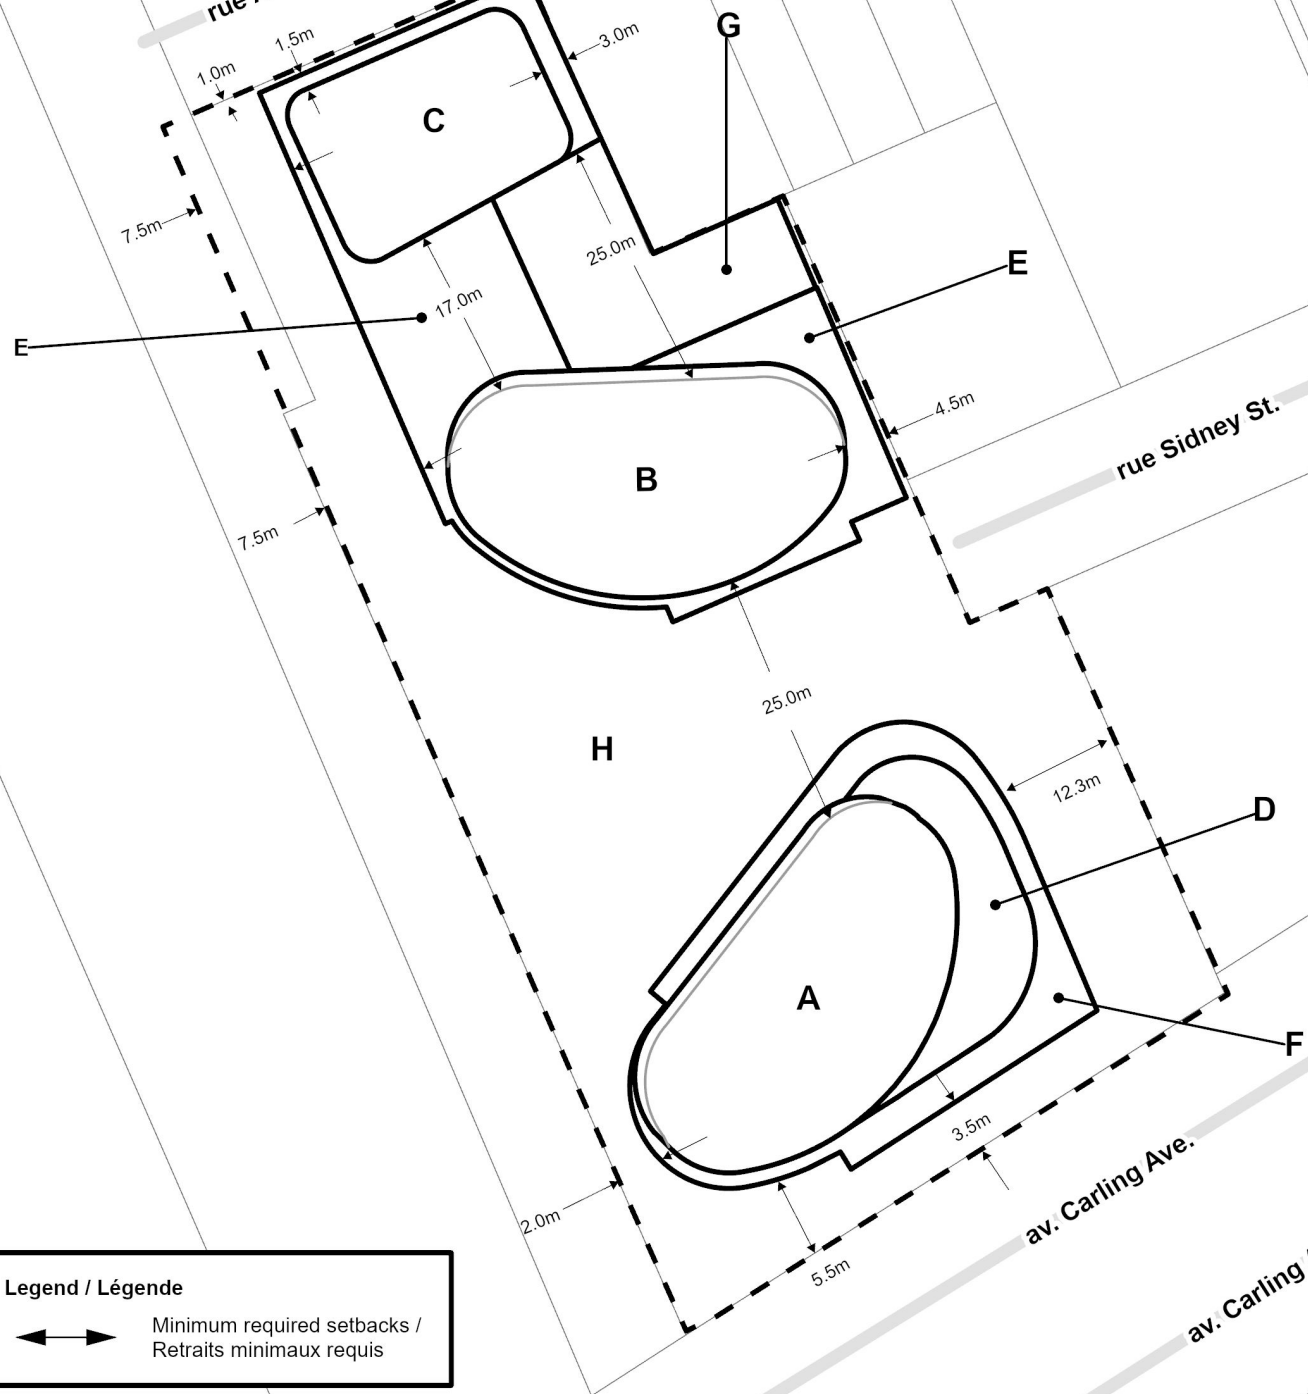 rue
1.5m
1.0m
3.0m
G
C
7.5m
25.0m
E
17.0m
E
4.5m
rue Sidney St.
B
7.5m
25.0m
H
12.3m
D
A
F
3.5m
av. Carling Ave.
2.0m
5.5m
av. Carling
Legend / Légende
Minimum required setbacks /
Retraits minimaux requis